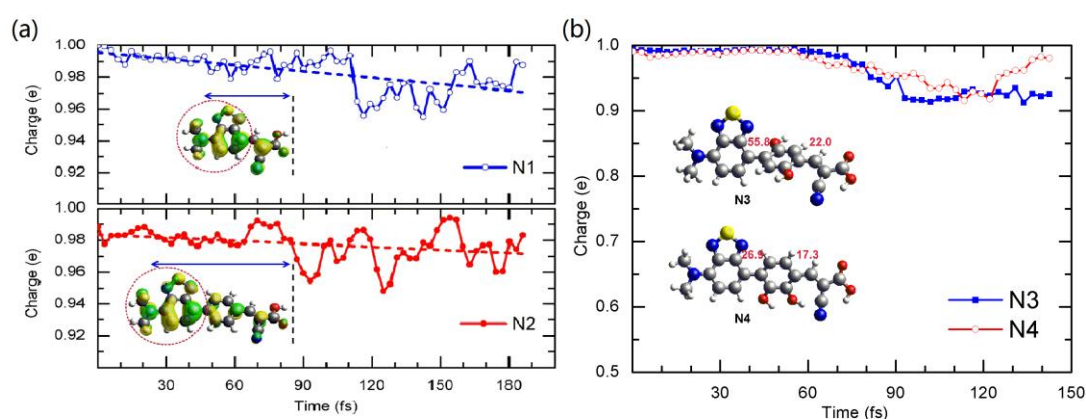 (a)
1.00
0.98
0.96
0.94
0.92
Charge (e)
N1
1.00
0.98
0.96
0.94
0.92
Charge (e)
N2
30 60 90 120 150 180
Time (fs)
(b)
1.0
0.9
0.8
0.7
0.6
0.5
Charge (e)
55.8
22.0
N3
26.9
17.3
N4
N3
N4
0 30 60 90 120 150
Time (fs)